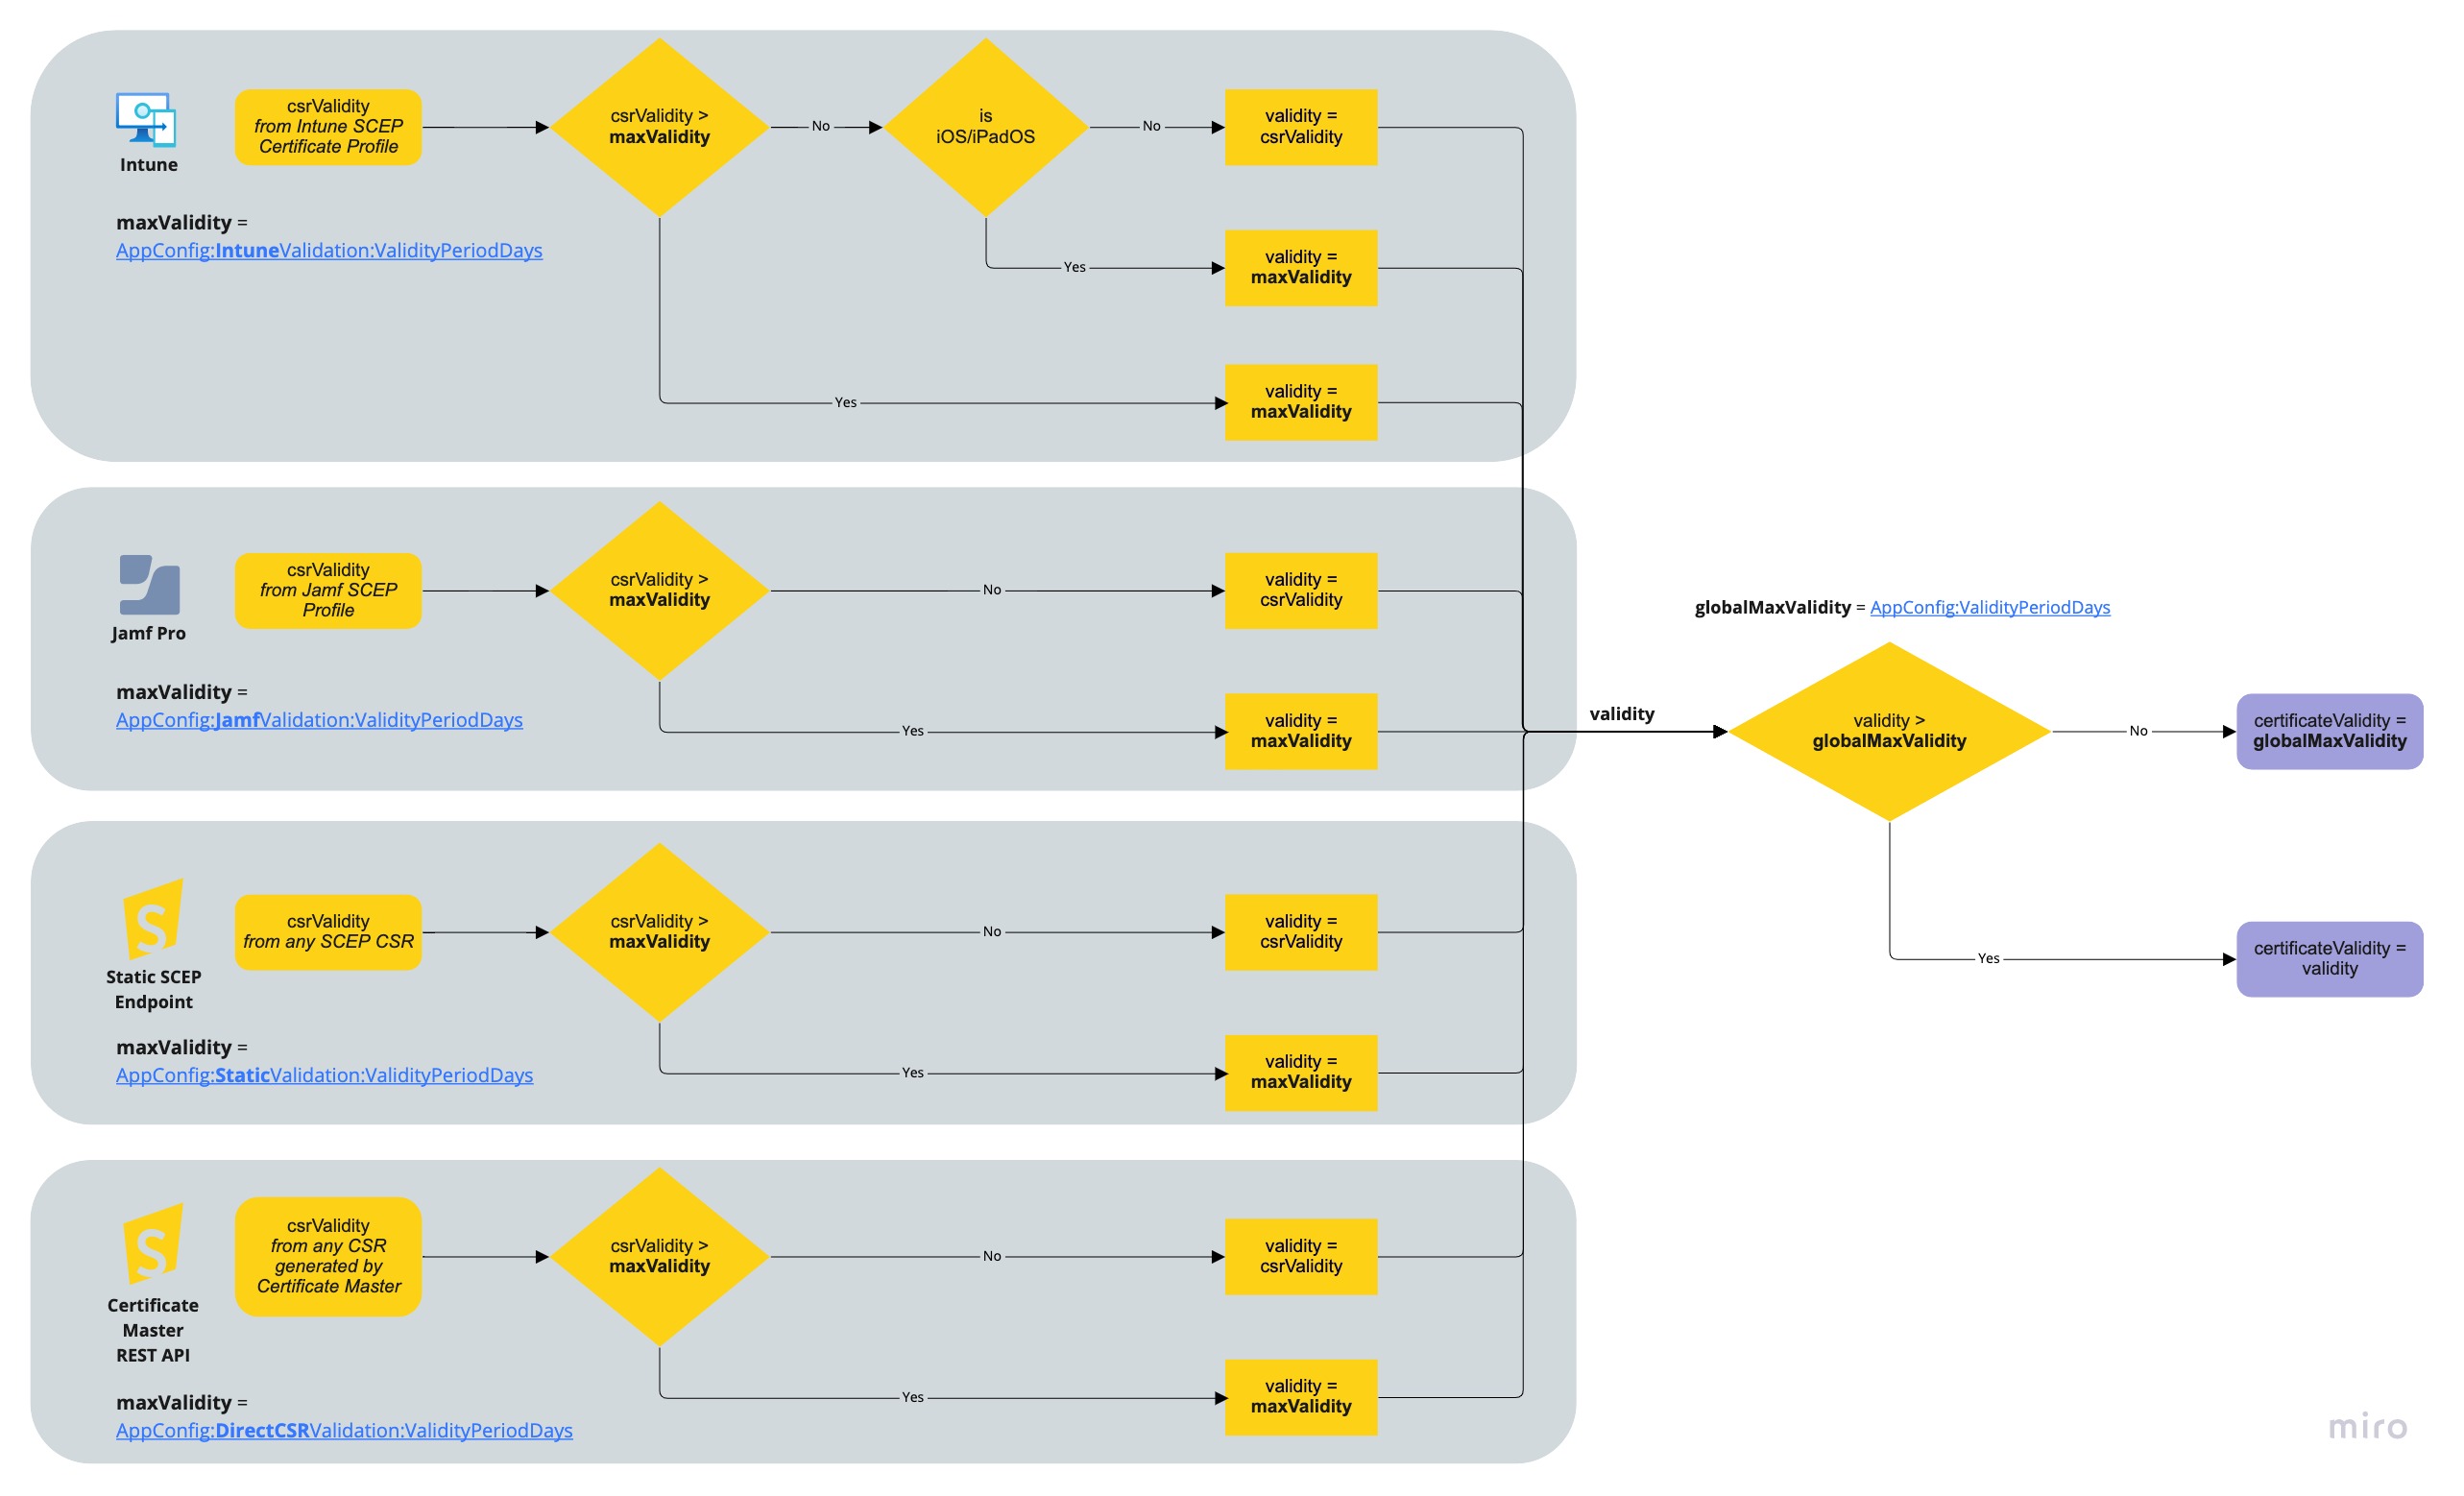 Intune
csrValidity
from Intune SCEP
Certificate Profile
csrValidity >
maxValidity
No
is
iOS/iPadOS
No
validity =
csrValidity
maxValidity =
AppConfig:IntuneValidation:ValidityPeriodDays
Yes
validity =
maxValidity
Yes
validity =
maxValidity
Jamf Pro
csrValidity
from Jamf SCEP
Profile
csrValidity >
maxValidity
No
validity =
csrValidity
maxValidity =
AppConfig:JamfValidation:ValidityPeriodDays
Yes
validity =
maxValidity
Static SCEP
Endpoint
csrValidity
from any SCEP CSR
csrValidity >
maxValidity
No
validity =
csrValidity
maxValidity =
AppConfig:StaticValidation:ValidityPeriodDays
Yes
validity =
maxValidity
Certificate
Master
REST API
csrValidity
from any CSR
generated by
Certificate Master
csrValidity >
maxValidity
No
validity =
csrValidity
maxValidity =
AppConfig:DirectCSRValidation:ValidityPeriodDays
Yes
validity =
maxValidity
validity
globalMaxValidity = AppConfig:ValidityPeriodDays
validity >
globalMaxValidity
No
certificateValidity =
globalMaxValidity
Yes
certificateValidity =
validity
miro